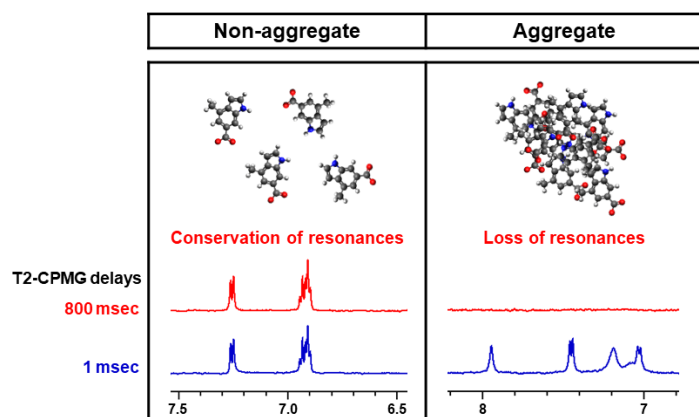 Non-aggregate Aggregate
Conservation of resonances Loss of resonances
T2-CPMG delays
800 msec
1 msec
7.5 7.0 6.5 8 7